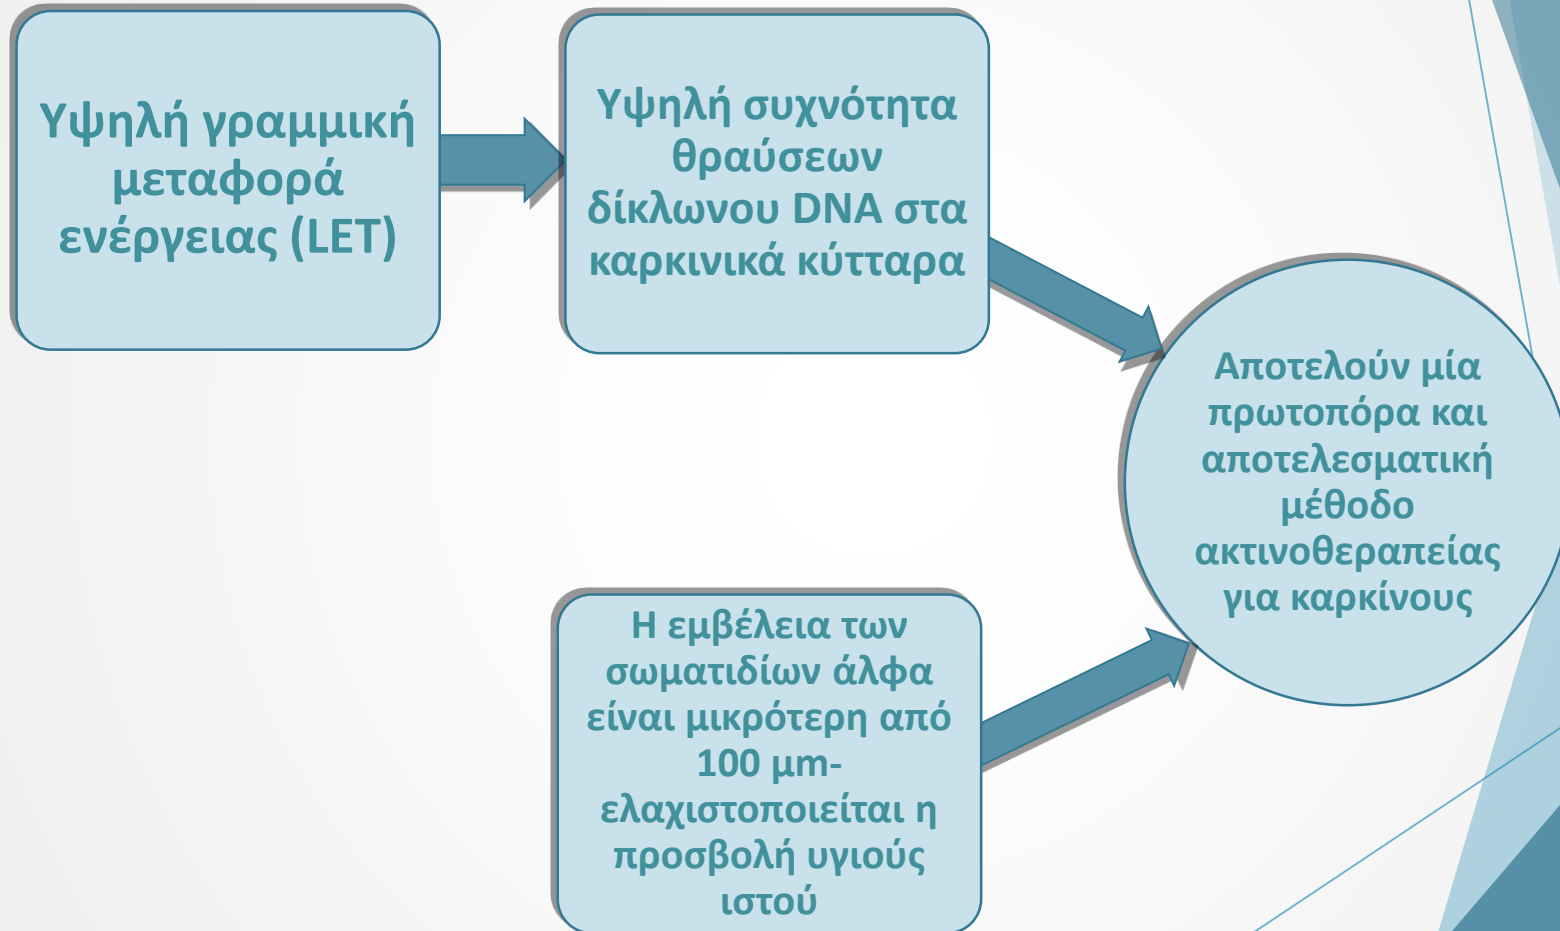 Υψηλή γραμμική
μεταφορά
ενέργειας (LET)
Υψηλή συχνότητα
θραύσεων
δίκλωνου DNA στα
καρκινικά κύτταρα
Αποτελούν μία
πρωτοπόρα και
αποτελεσματική
μέθοδο
ακτινοθεραπείας
για καρκίνους
Η εμβέλεια των
σωματιδίων άλφα
είναι μικρότερη από
100 μm-
ελαχιστοποιείται η
προσβολή υγιούς
ιστού